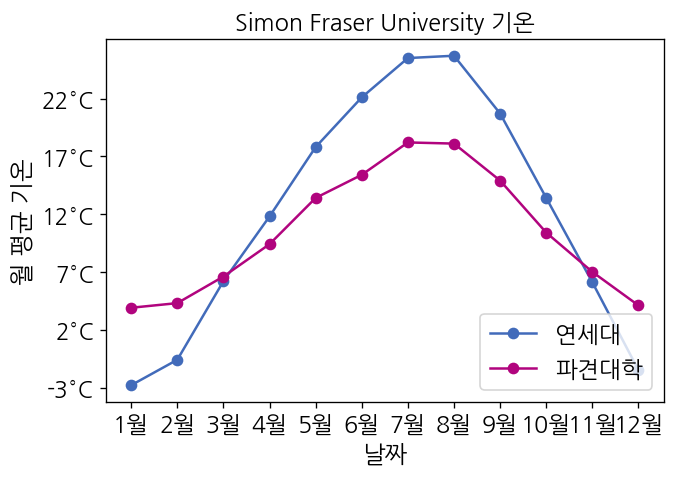 Simon Fraser University 기온
월 평균 기온
22°C
17°C
12°C
7°C
2°C
-3°C
연세대
파견대학
1월 2월 3월 4월 5월 6월 7월 8월 9월 10월 11월 12월
날짜